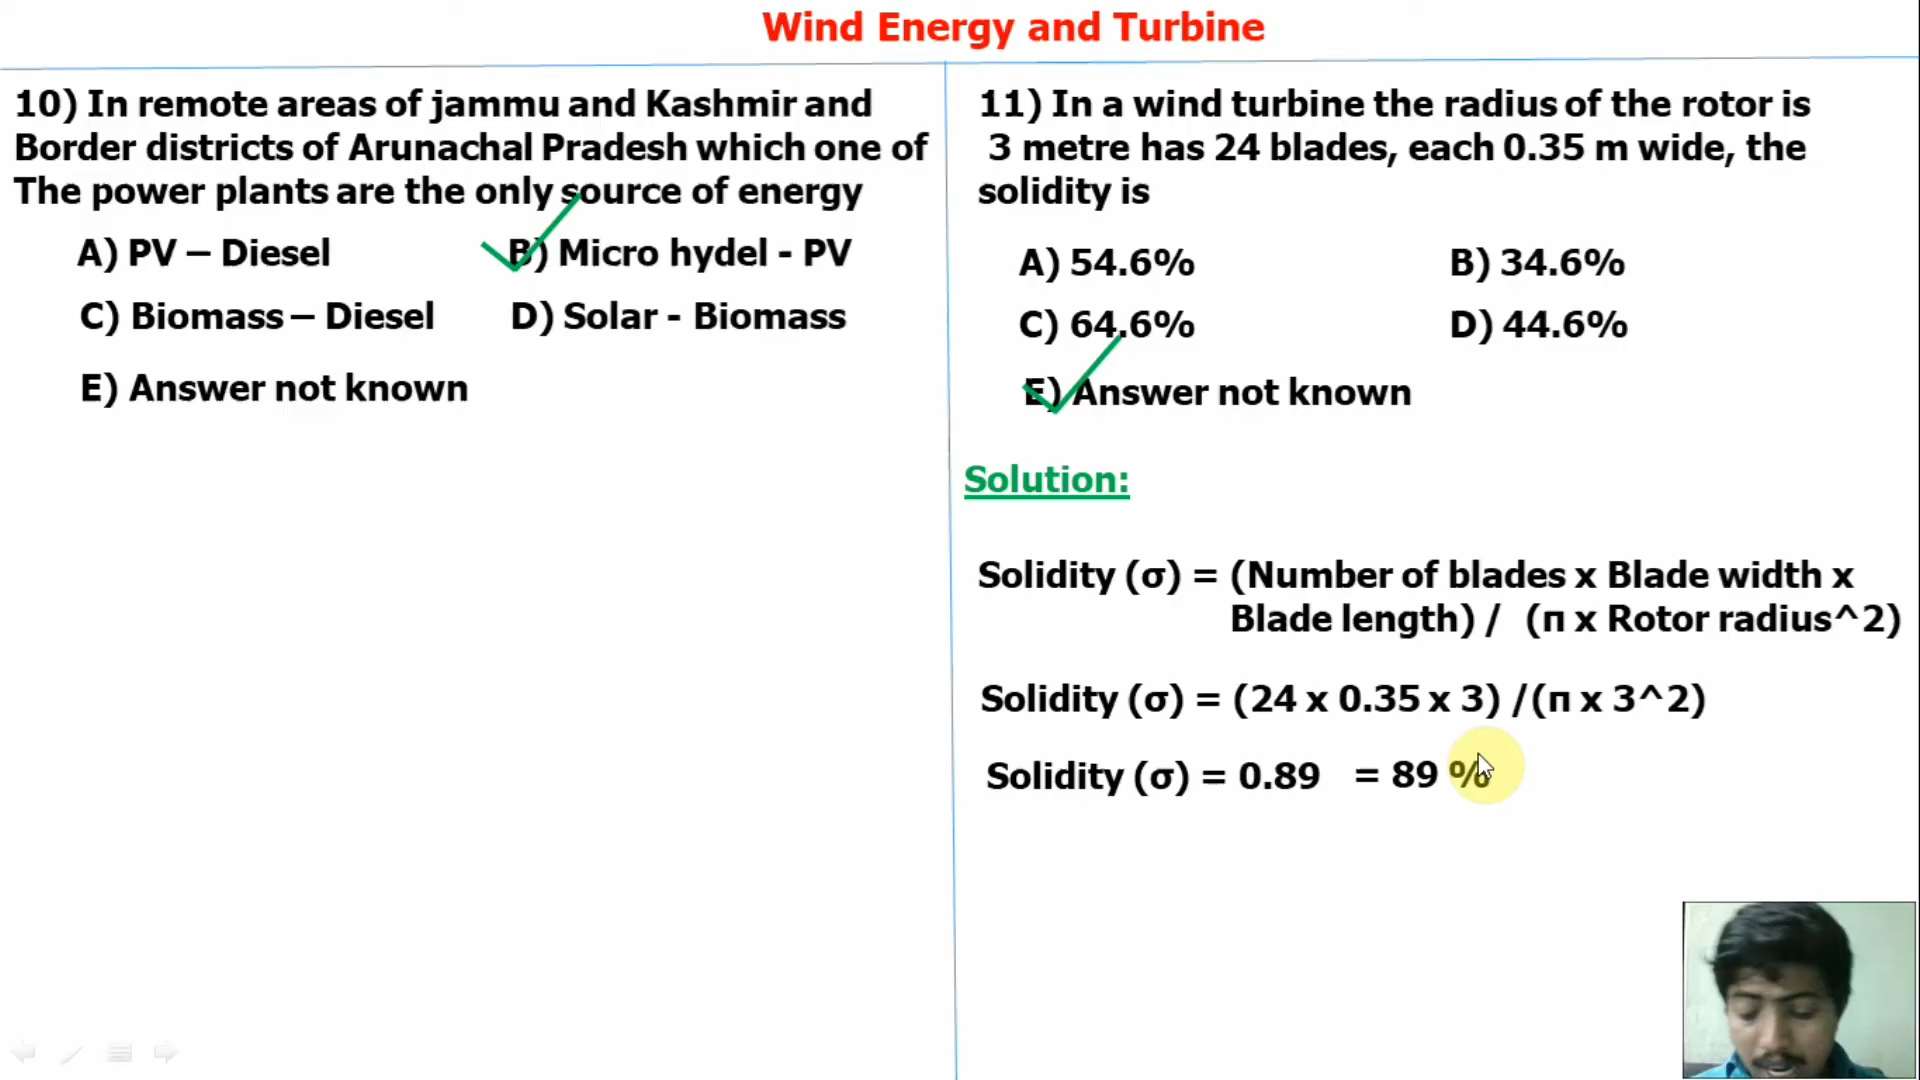 Wind Energy and Turbine
10) In remote areas of jammu and Kashmir and
Border districts of Arunachal Pradesh which one of
The power plants are the only source of energy
A) PV – Diesel B) Micro hydel - PV
C) Biomass – Diesel D) Solar - Biomass
E) Answer not known
11) In a wind turbine the radius of the rotor is
3 metre has 24 blades, each 0.35 m wide, the
solidity is
A) 54.6% B) 34.6%
C) 64.6% D) 44.6%
E) Answer not known
Solution:
Solidity (σ) = (Number of blades x Blade width x
Blade length) / (п x Rotor radius^2)
Solidity (σ) = (24 x 0.35 x 3) /(п x 3^2)
Solidity (σ) = 0.89 = 89 %